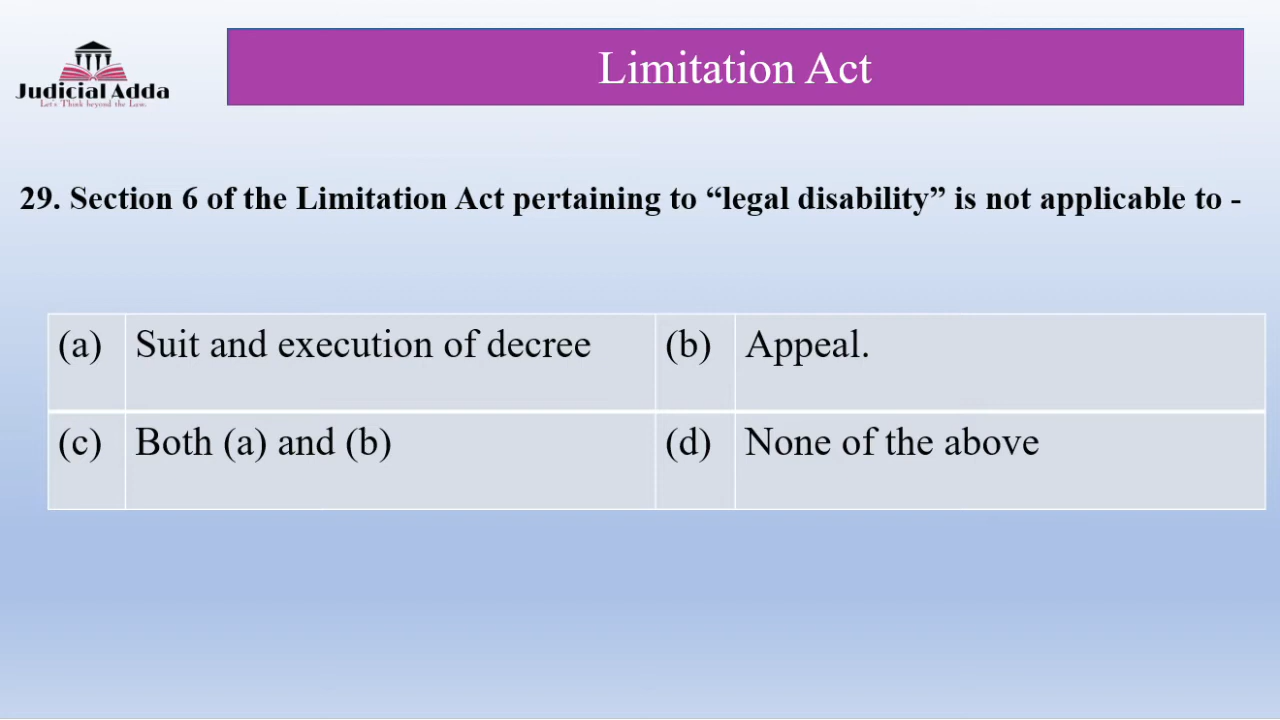 Limitation Act
Judicial Adda
Let's Think beyond the Law.
29. Section 6 of the Limitation Act pertaining to “legal disability” is not applicable to -
(a) Suit and execution of decree (b) Appeal.
(c) Both (a) and (b) (d) None of the above